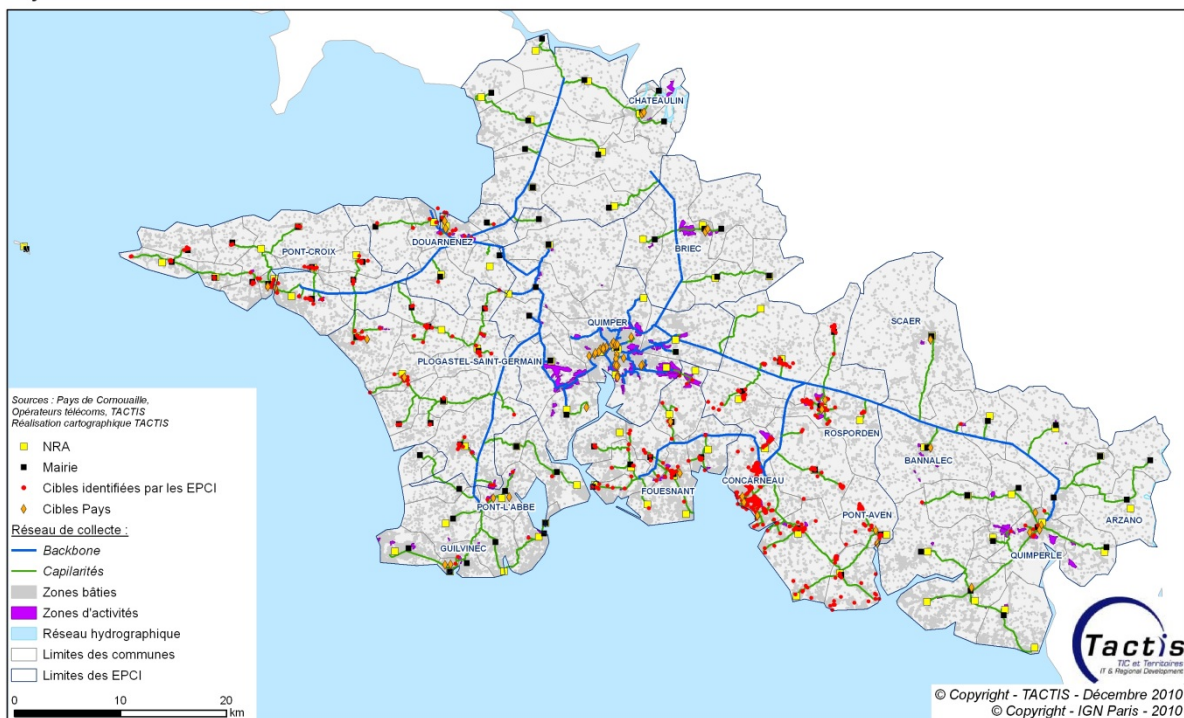 CHATEAULIN
DOUARNENEZ
PONT-CROIX
BRIEC
SCAER
QUIMPER
PLOGASTEL-SAINT-GERMAIN
ROSPORDEN
BANNALEC
CONCARNEAU
FOUESNANT
PONT-AVEN
ARZANO
PONT-L'ABBE
QUIMPERLE
GUILVINEC
Sources : Pays de Cornouaille,
Opérateurs télécoms, TACTIS
Réalisation cartographique TACTIS
NRA
Mairie
Cibles identifiées par les EPCI
Cibles Pays
Réseau de collecte :
Backbone
Capilarités
Zones bâties
Zones d'activités
Réseau hydrographique
Limites des communes
Limites des EPCI
0 10 20
km
Tactis
TIC et Territoires
IT & Regional Development
© Copyright - TACTIS - Décembre 2010
© Copyright - IGN Paris - 2010